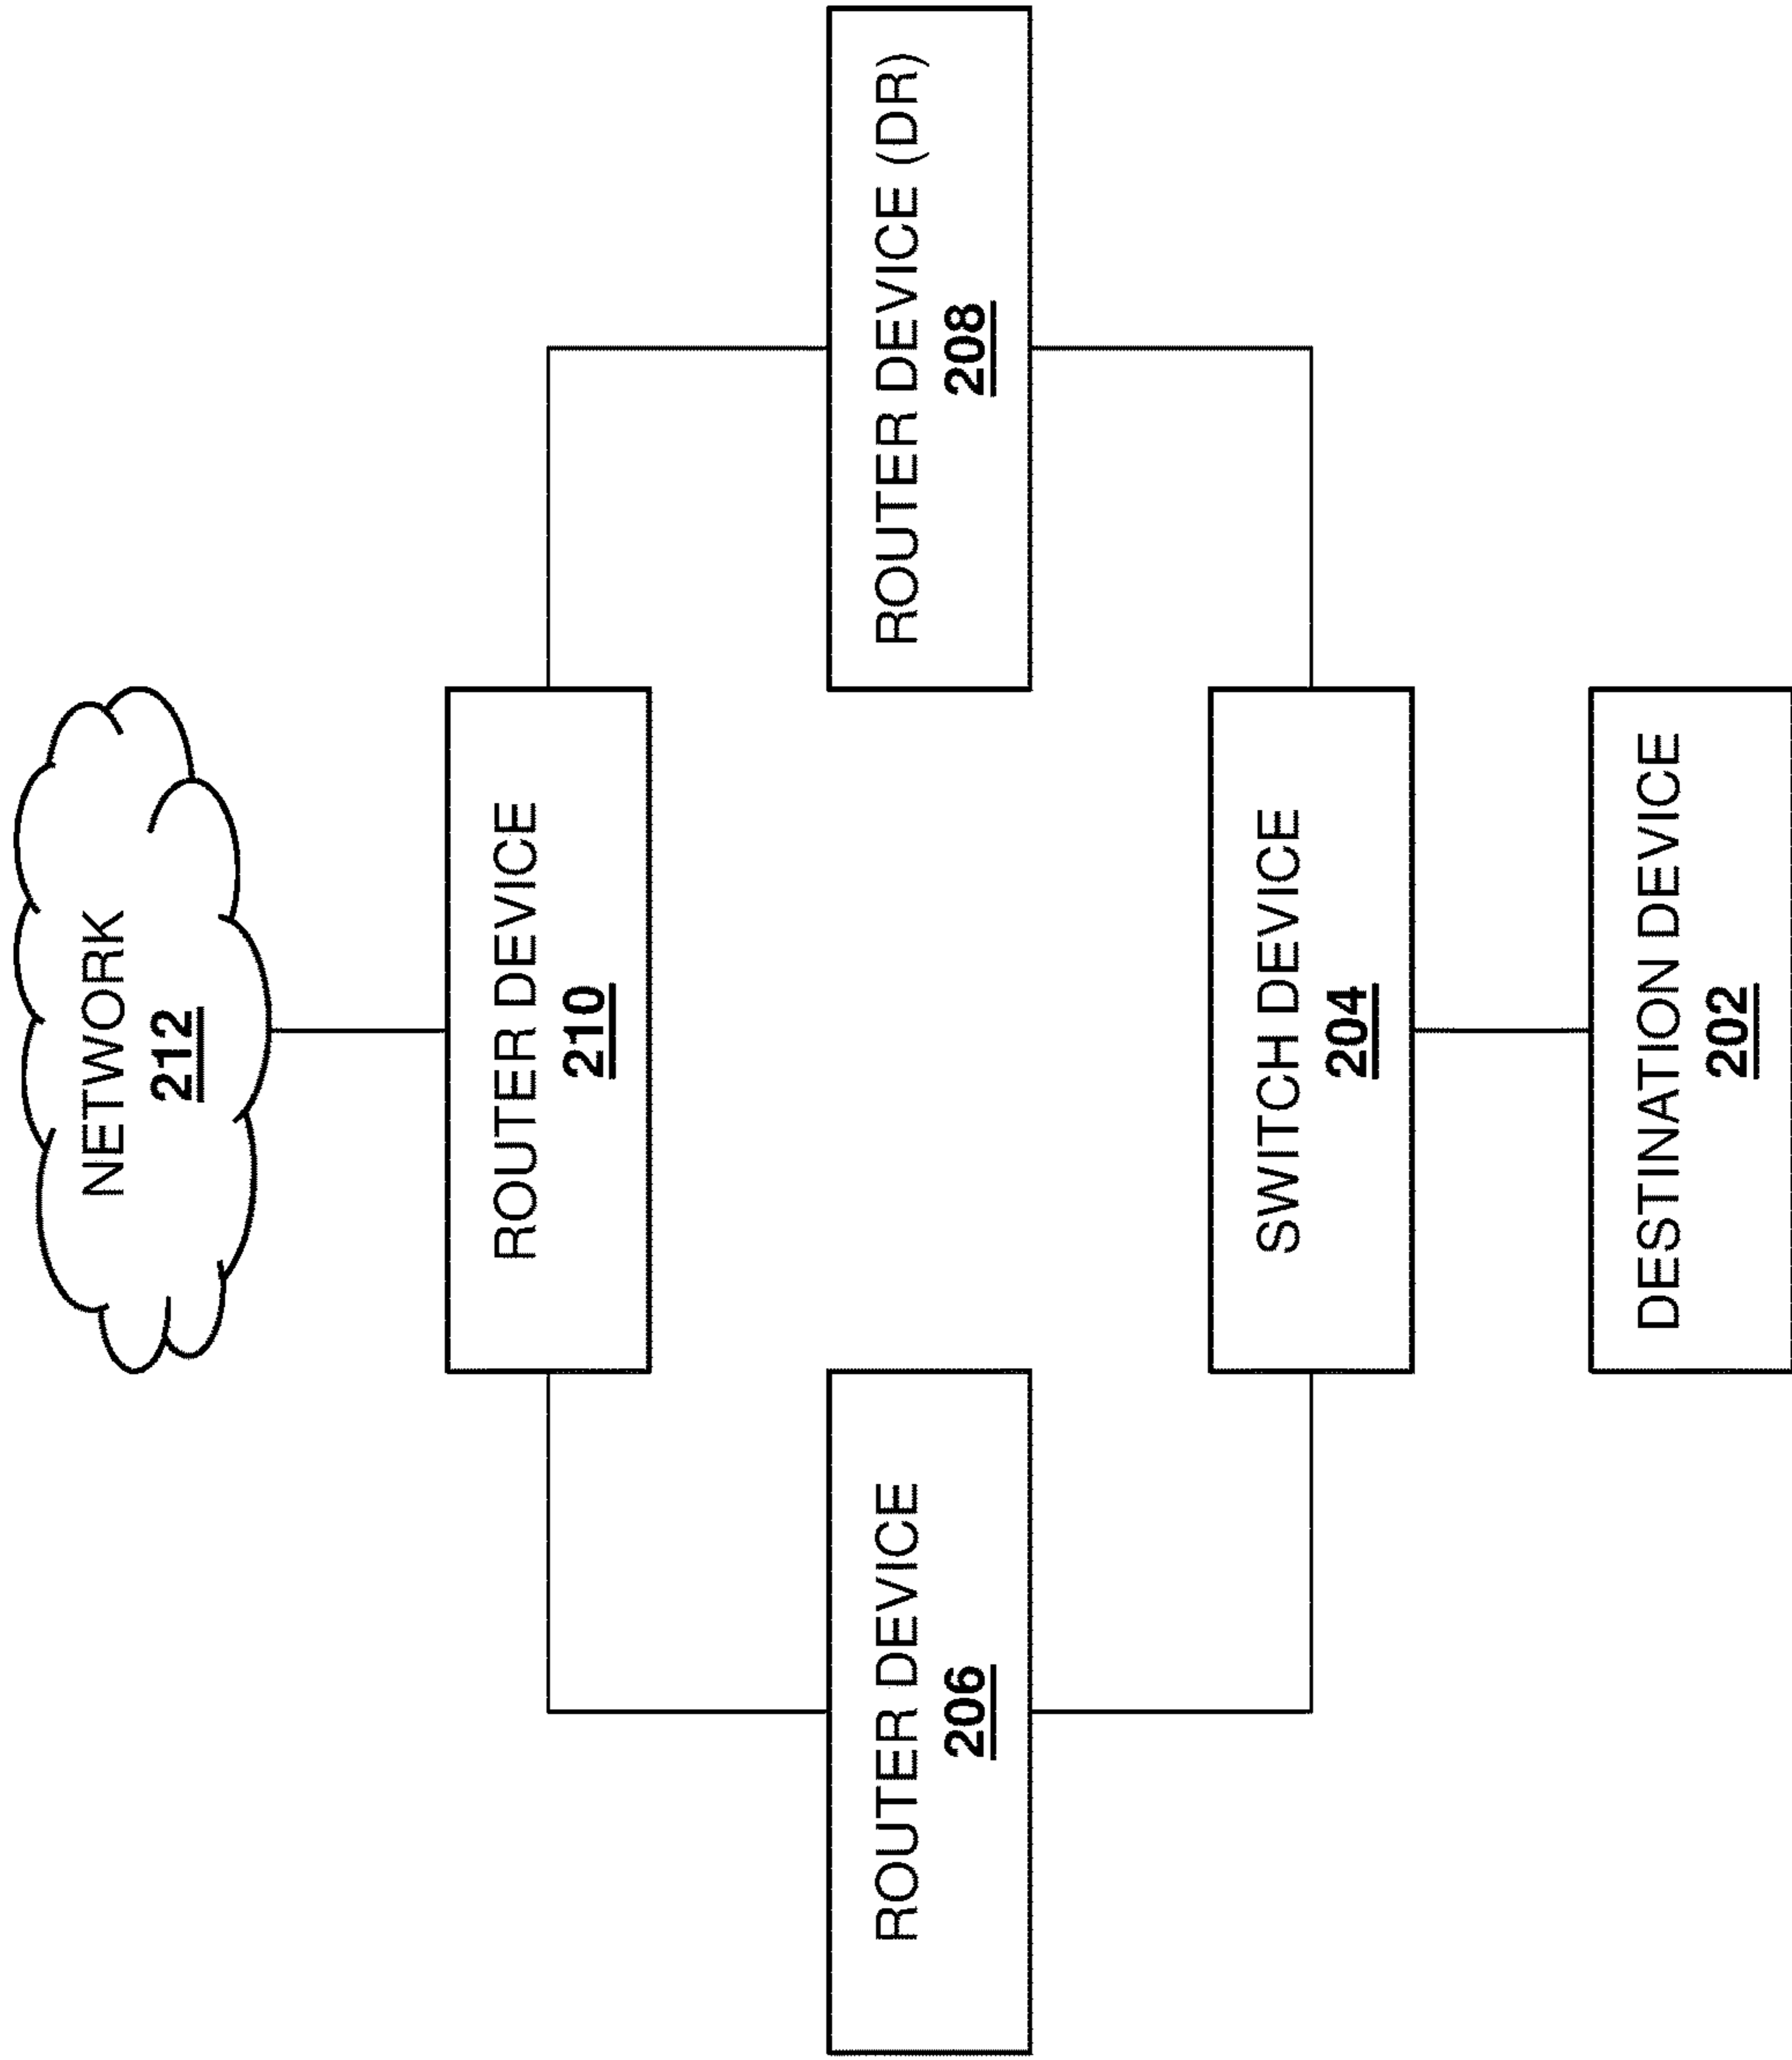 NETWORK
212
ROUTER DEVICE
210
ROUTER DEVICE
206
ROUTER DEVICE (DR)
208
SWITCH DEVICE
204
DESTINATION DEVICE
202